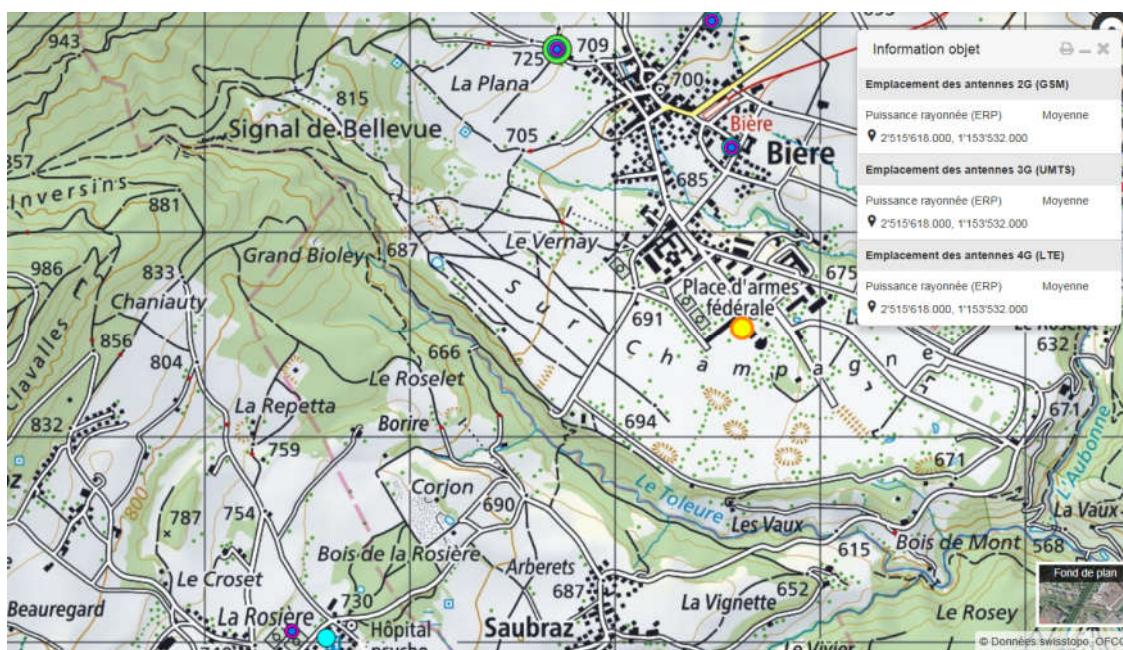 943
725
709
La Plana
700
815
Signal de Bellevue
705
Bière
Bière
857
Inversins
881
685
687
Le Vernay
Grand Bioley
986
833
Chaniauty
Sur
675
Place d'armes
fédérale
691
Champagne
632
Clavalles
856
804
666
Le Roselet
La Repetta
832
Borire
694
671
671
759
L'Aubonne
800
Corjon
787
754
690
Le Toleure
Les Vaux
La Vaux
Bois de la Rosière
615
Bois de Mont
568
Le Croset
Arberets
687
652
Beauregard
730
La Rosière
La Vignette
Le Rosey
Hôpital
psycho
Saubraz
Le Vivier
Information objet
Emplacement des antennes 2G (GSM)
Puissance rayonnée (ERP) Moyenne
2'515'618.000, 1'153'532.000
Emplacement des antennes 3G (UMTS)
Puissance rayonnée (ERP) Moyenne
2'515'618.000, 1'153'532.000
Emplacement des antennes 4G (LTE)
Puissance rayonnée (ERP) Moyenne
2'515'618.000, 1'153'532.000
Fond de plan
© Données swisstopo, OFCO